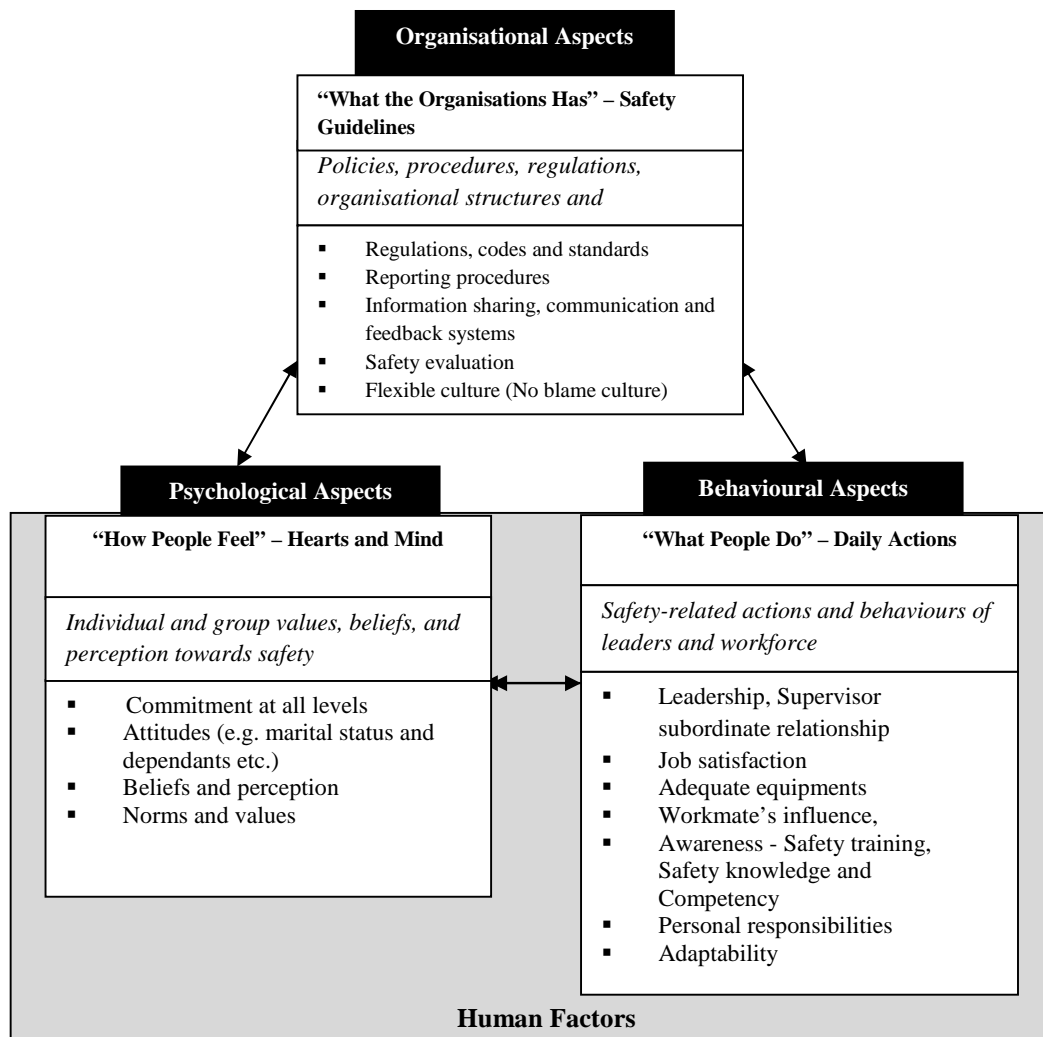 Organisational Aspects
“What the Organisations Has” – Safety
Guidelines
Policies, procedures, regulations,
organisational structures and
▪ Regulations, codes and standards
▪ Reporting procedures
▪ Information sharing, communication and
feedback systems
▪ Safety evaluation
▪ Flexible culture (No blame culture)
Psychological Aspects
“How People Feel” – Hearts and Mind
Individual and group values, beliefs, and
perception towards safety
▪ Commitment at all levels
▪ Attitudes (e.g. marital status and
dependants etc.)
▪ Beliefs and perception
▪ Norms and values
Behavioural Aspects
“What People Do” – Daily Actions
Safety-related actions and behaviours of
leaders and workforce
▪ Leadership, Supervisor
subordinate relationship
▪ Job satisfaction
▪ Adequate equipments
▪ Workmate’s influence,
▪ Awareness - Safety training,
Safety knowledge and
Competency
▪ Personal responsibilities
▪ Adaptability
Human Factors